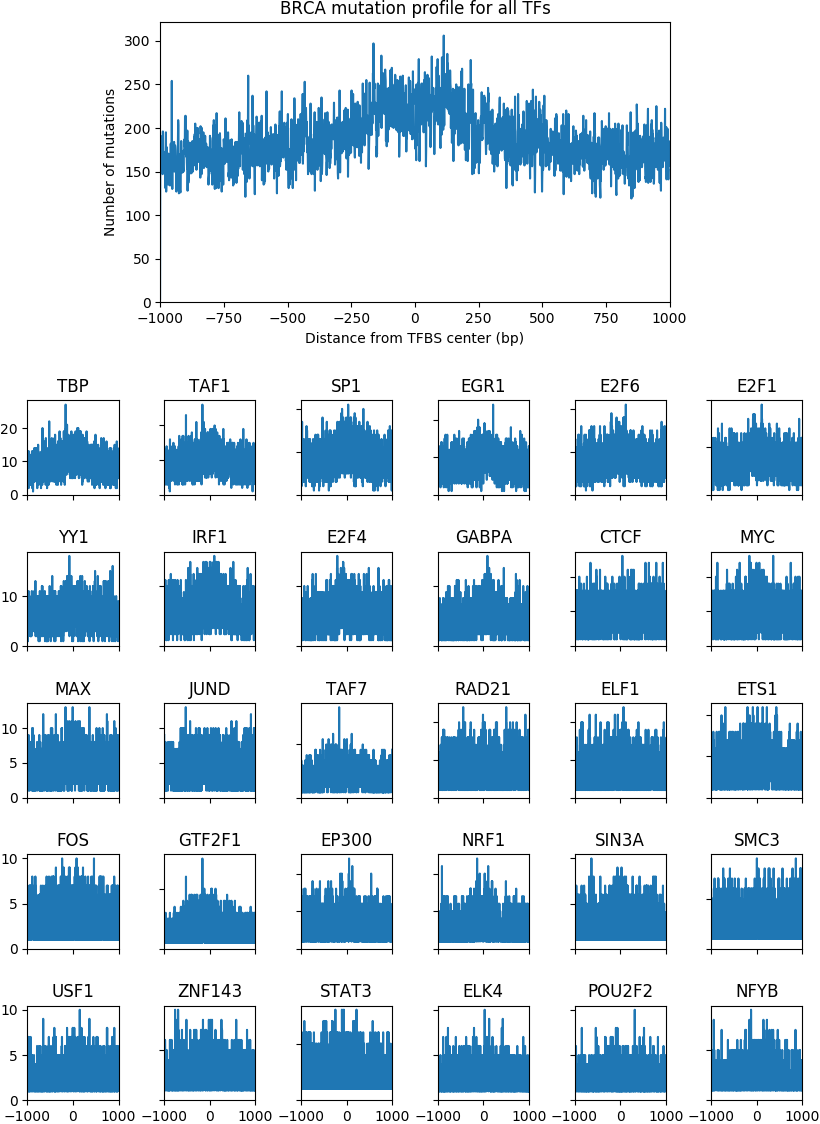 BRCA mutation profile for all TFs
300
250
200
150
100
50
0
Number of mutations
−1000 −750 −500 −250 0 250 500 750 1000
Distance from TFBS center (bp)
TBP TAF1 SP1 EGR1 E2F6 E2F1
20
10
0
YY1 IRF1 E2F4 GABPA CTCF MYC
10
0
MAX JUND TAF7 RAD21 ELF1 ETS1
10
5
0
FOS GTF2F1 EP300 NRF1 SIN3A SMC3
10
5
0
USF1 ZNF143 STAT3 ELK4 POU2F2 NFYB
10
5
0
−1000 0 1000 −1000 0 1000 −1000 0 1000 −1000 0 1000 −1000 0 1000 −1000 0 1000